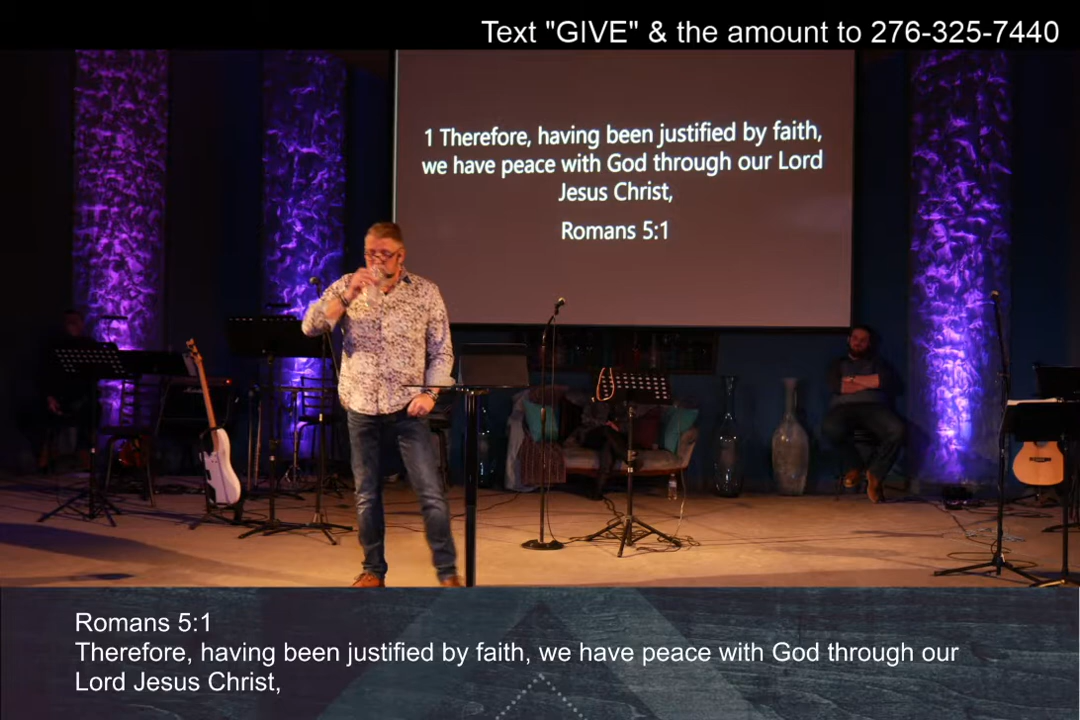 Text "GIVE" & the amount to 276-325-7440
1 Therefore, having been justified by faith,
we have peace with God through our Lord
Jesus Christ,
Romans 5:1
Romans 5:1
Therefore, having been justified by faith, we have peace with God through our
Lord Jesus Christ,